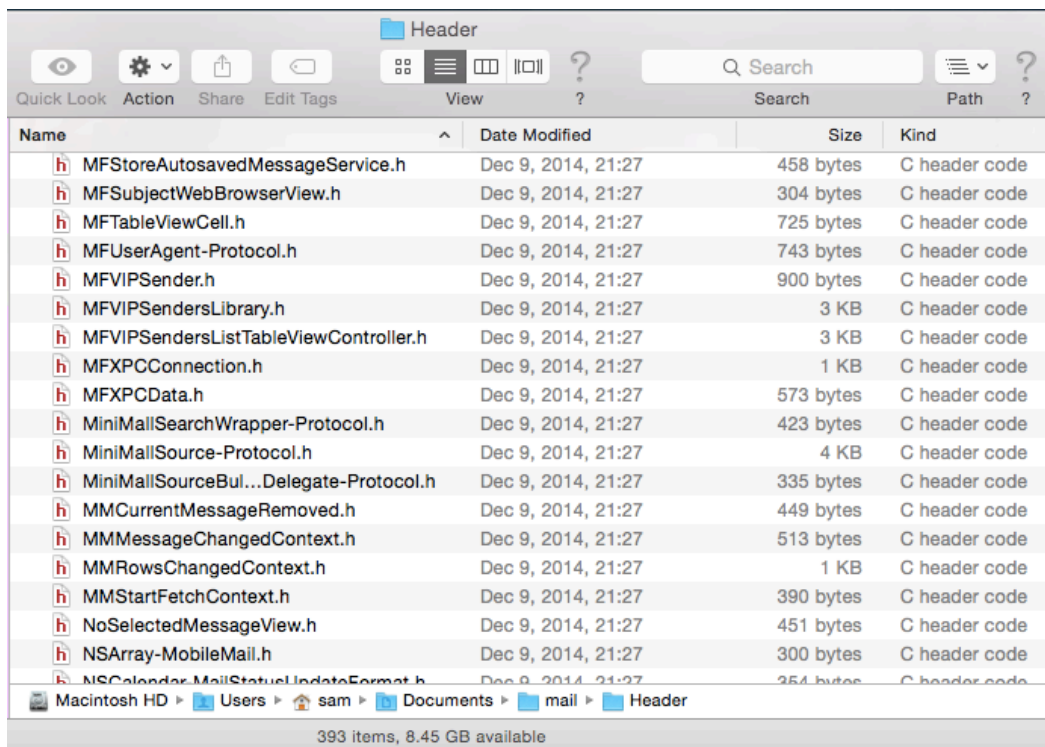 Header
? Search ?
Quick Look Action Share Edit Tags View ? Search Path ?
Name Date Modified Size Kind
h MFStoreAutosavedMessageService.h Dec 9, 2014, 21:27 458 bytes C header code
h MFSubjectWebBrowserView.h Dec 9, 2014, 21:27 304 bytes C header code
h MFTableViewCell.h Dec 9, 2014, 21:27 725 bytes C header code
h MFUserAgent-Protocol.h Dec 9, 2014, 21:27 743 bytes C header code
h MFVIPSender.h Dec 9, 2014, 21:27 900 bytes C header code
h MFVIPSendersLibrary.h Dec 9, 2014, 21:27 3 KB C header code
h MFVIPSendersListTableViewController.h Dec 9, 2014, 21:27 3 KB C header code
h MFXPCConnection.h Dec 9, 2014, 21:27 1 KB C header code
h MFXPCData.h Dec 9, 2014, 21:27 573 bytes C header code
h MiniMallSearchWrapper-Protocol.h Dec 9, 2014, 21:27 423 bytes C header code
h MiniMallSource-Protocol.h Dec 9, 2014, 21:27 4 KB C header code
h MiniMallSourceBul...Delegate-Protocol.h Dec 9, 2014, 21:27 335 bytes C header code
h MMCurrentMessageRemoved.h Dec 9, 2014, 21:27 449 bytes C header code
h MMMessageChangedContext.h Dec 9, 2014, 21:27 513 bytes C header code
h MMRowsChangedContext.h Dec 9, 2014, 21:27 1 KB C header code
h MMStartFetchContext.h Dec 9, 2014, 21:27 390 bytes C header code
h NoSelectedMessageView.h Dec 9, 2014, 21:27 451 bytes C header code
h NSArray-MobileMail.h Dec 9, 2014, 21:27 300 bytes C header code
h NSCalendar-MailStatusUpdateFormat.h Dec 9, 2014, 21:27 354 bytes C header code
Macintosh HD Users sam Documents mail Header
393 items, 8.45 GB available